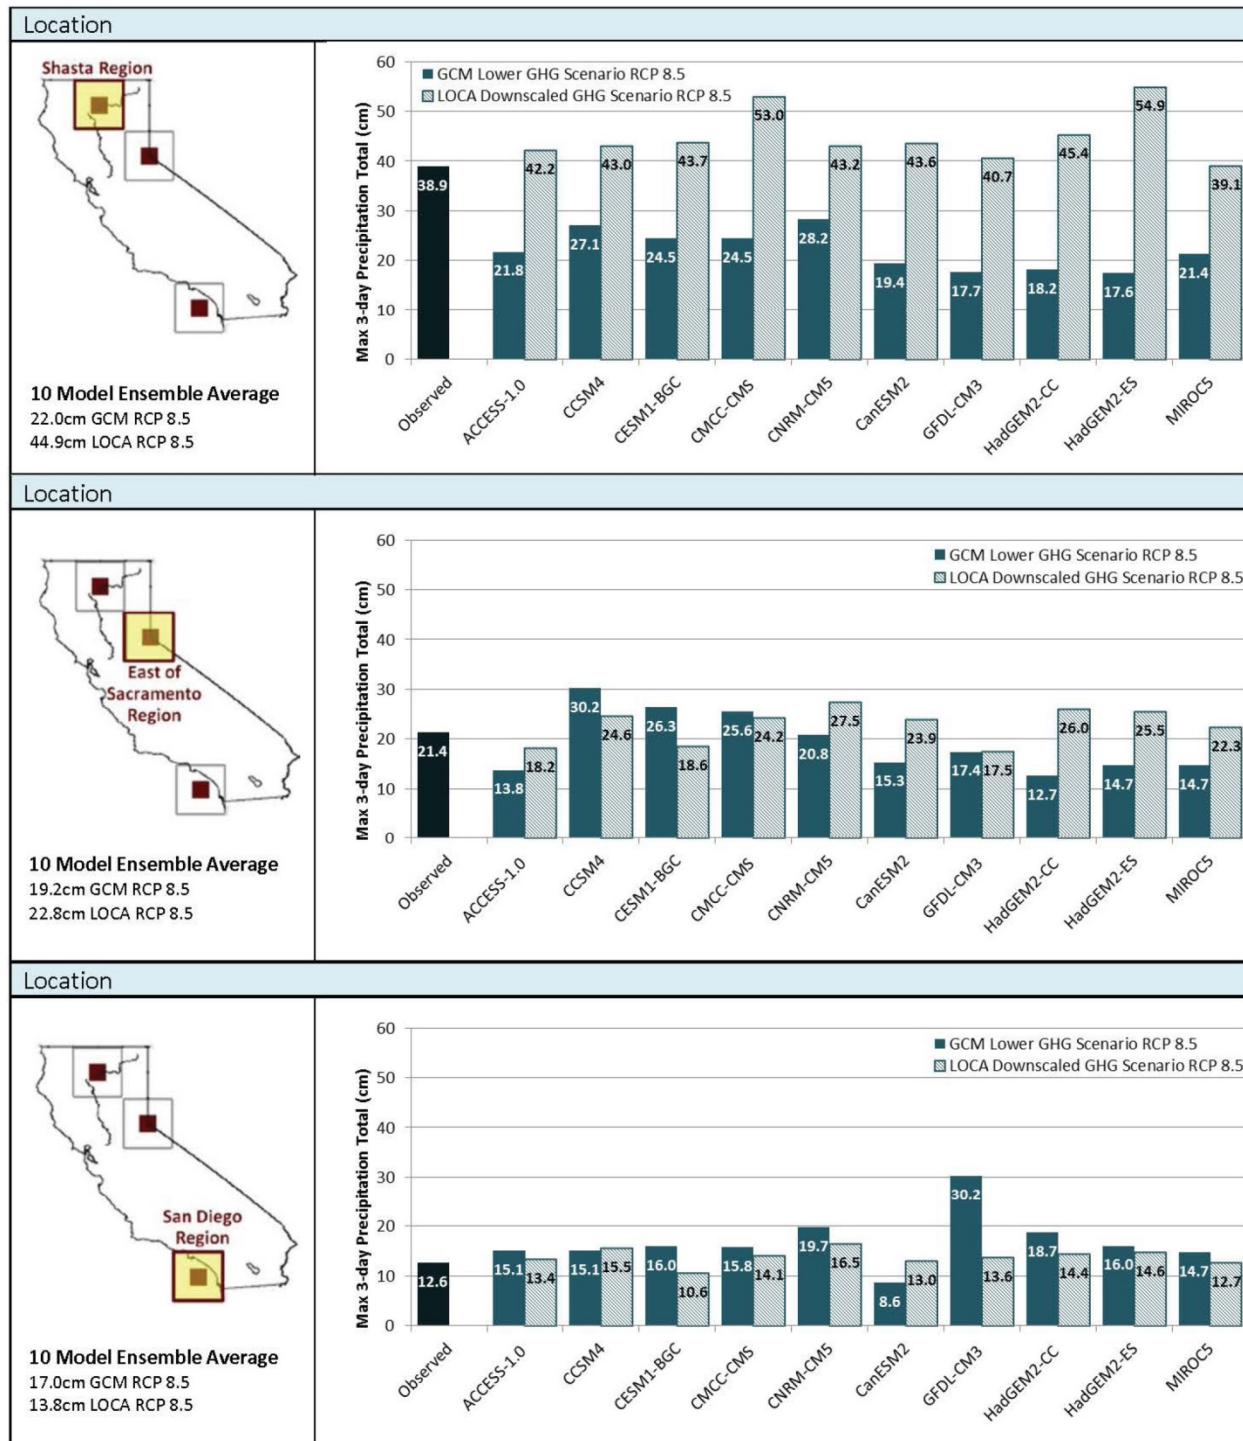 Location
Shasta Region
10 Model Ensemble Average
22.0cm GCM RCP 8.5
44.9cm LOCA RCP 8.5
Max 3-day Precipitation Total (cm)
60
50
40
30
20
10
0
GCM Lower GHG Scenario RCP 8.5
LOCA Downscaled GHG Scenario RCP 8.5
38.9
21.8
42.2
27.1
43.0
24.5
43.7
24.5
53.0
28.2
43.2
19.4
43.6
17.7
40.7
18.2
45.4
17.6
54.9
21.4
39.1
Observed
ACCESS-1.0
CCSM4
CESM1-BGC
CMCC-CMS
CNRM-CM5
CanESM2
GFDL-CM3
HadGEM2-CC
HadGEM2-ES
MIROC5
Location
East of
Sacramento
Region
10 Model Ensemble Average
19.2cm GCM RCP 8.5
22.8cm LOCA RCP 8.5
Max 3-day Precipitation Total (cm)
60
50
40
30
20
10
0
GCM Lower GHG Scenario RCP 8.5
LOCA Downscaled GHG Scenario RCP 8.5
21.4
13.8
18.2
30.2
24.6
26.3
18.6
25.6
24.2
20.8
27.5
15.3
23.9
17.4
17.5
12.7
26.0
14.7
25.5
14.7
22.3
Observed
ACCESS-1.0
CCSM4
CESM1-BGC
CMCC-CMS
CNRM-CM5
CanESM2
GFDL-CM3
HadGEM2-CC
HadGEM2-ES
MIROC5
Location
San Diego
Region
10 Model Ensemble Average
17.0cm GCM RCP 8.5
13.8cm LOCA RCP 8.5
Max 3-day Precipitation Total (cm)
60
50
40
30
20
10
0
GCM Lower GHG Scenario RCP 8.5
LOCA Downscaled GHG Scenario RCP 8.5
12.6
15.1
13.4
15.1
15.5
16.0
10.6
15.8
14.1
19.7
16.5
8.6
13.0
30.2
13.6
18.7
14.4
16.0
14.6
14.7
12.7
Observed
ACCESS-1.0
CCSM4
CESM1-BGC
CMCC-CMS
CNRM-CM5
CanESM2
GFDL-CM3
HadGEM2-CC
HadGEM2-ES
MIROC5